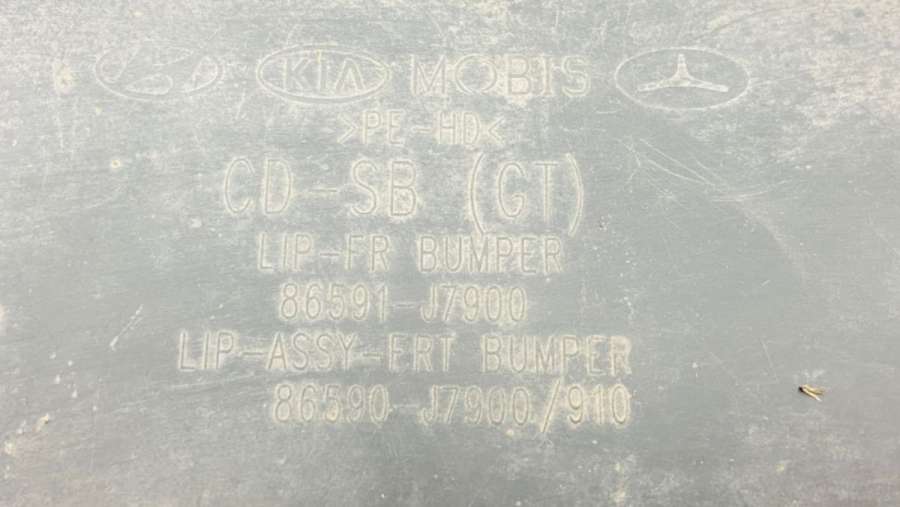 KIA MOBIS
>PE-HD<
CD-SB (GT)
LIP-FR BUMPER
86591-J7900
LIP-ASSY-FRT BUMPER
86590-J7900/910